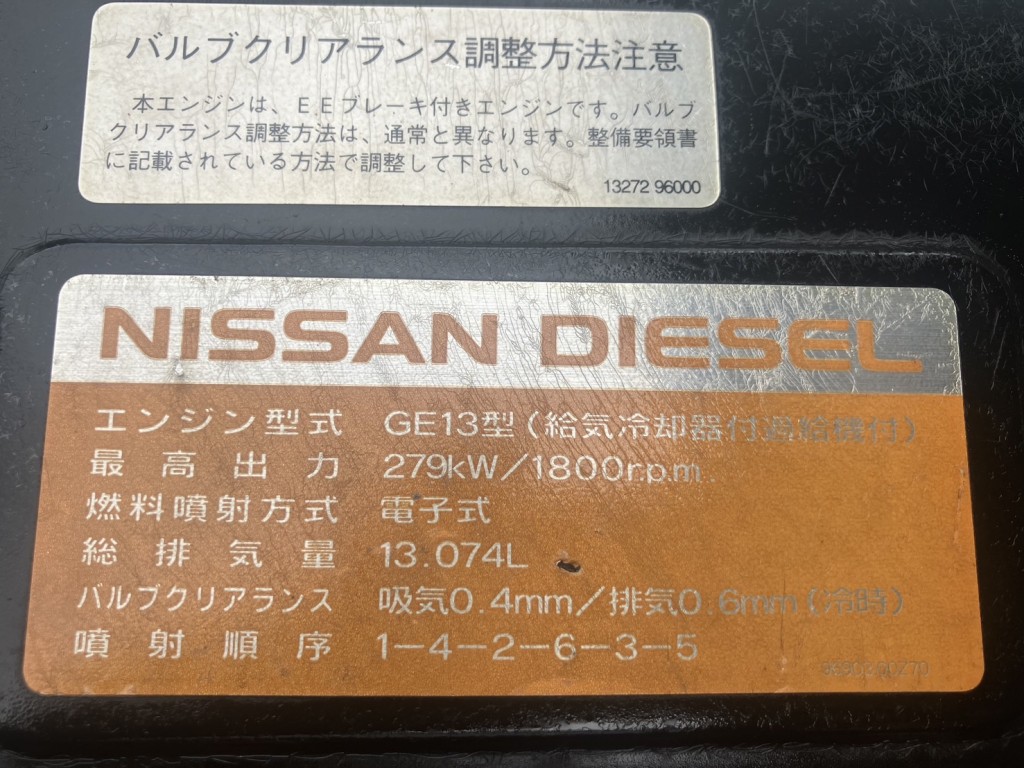 バルブクリアランス調整方法注意
本エンジンは、EEブレーキ付きエンジンです。バルブ
クリアランス調整方法は、通常と異なります。整備要領書
に記載されている方法で調整して下さい。
13272 96000
NISSAN DIESEL
エンジン型式 GE13型(給気冷却器付過給機付)
最高出力 279kW/1800r.p.m.
燃料噴射方式 電子式
総排気量 13.074L
バルブクリアランス 吸気0.4mm/排気0.6mm(冷時)
噴射順序 1-4-2-6-3-5